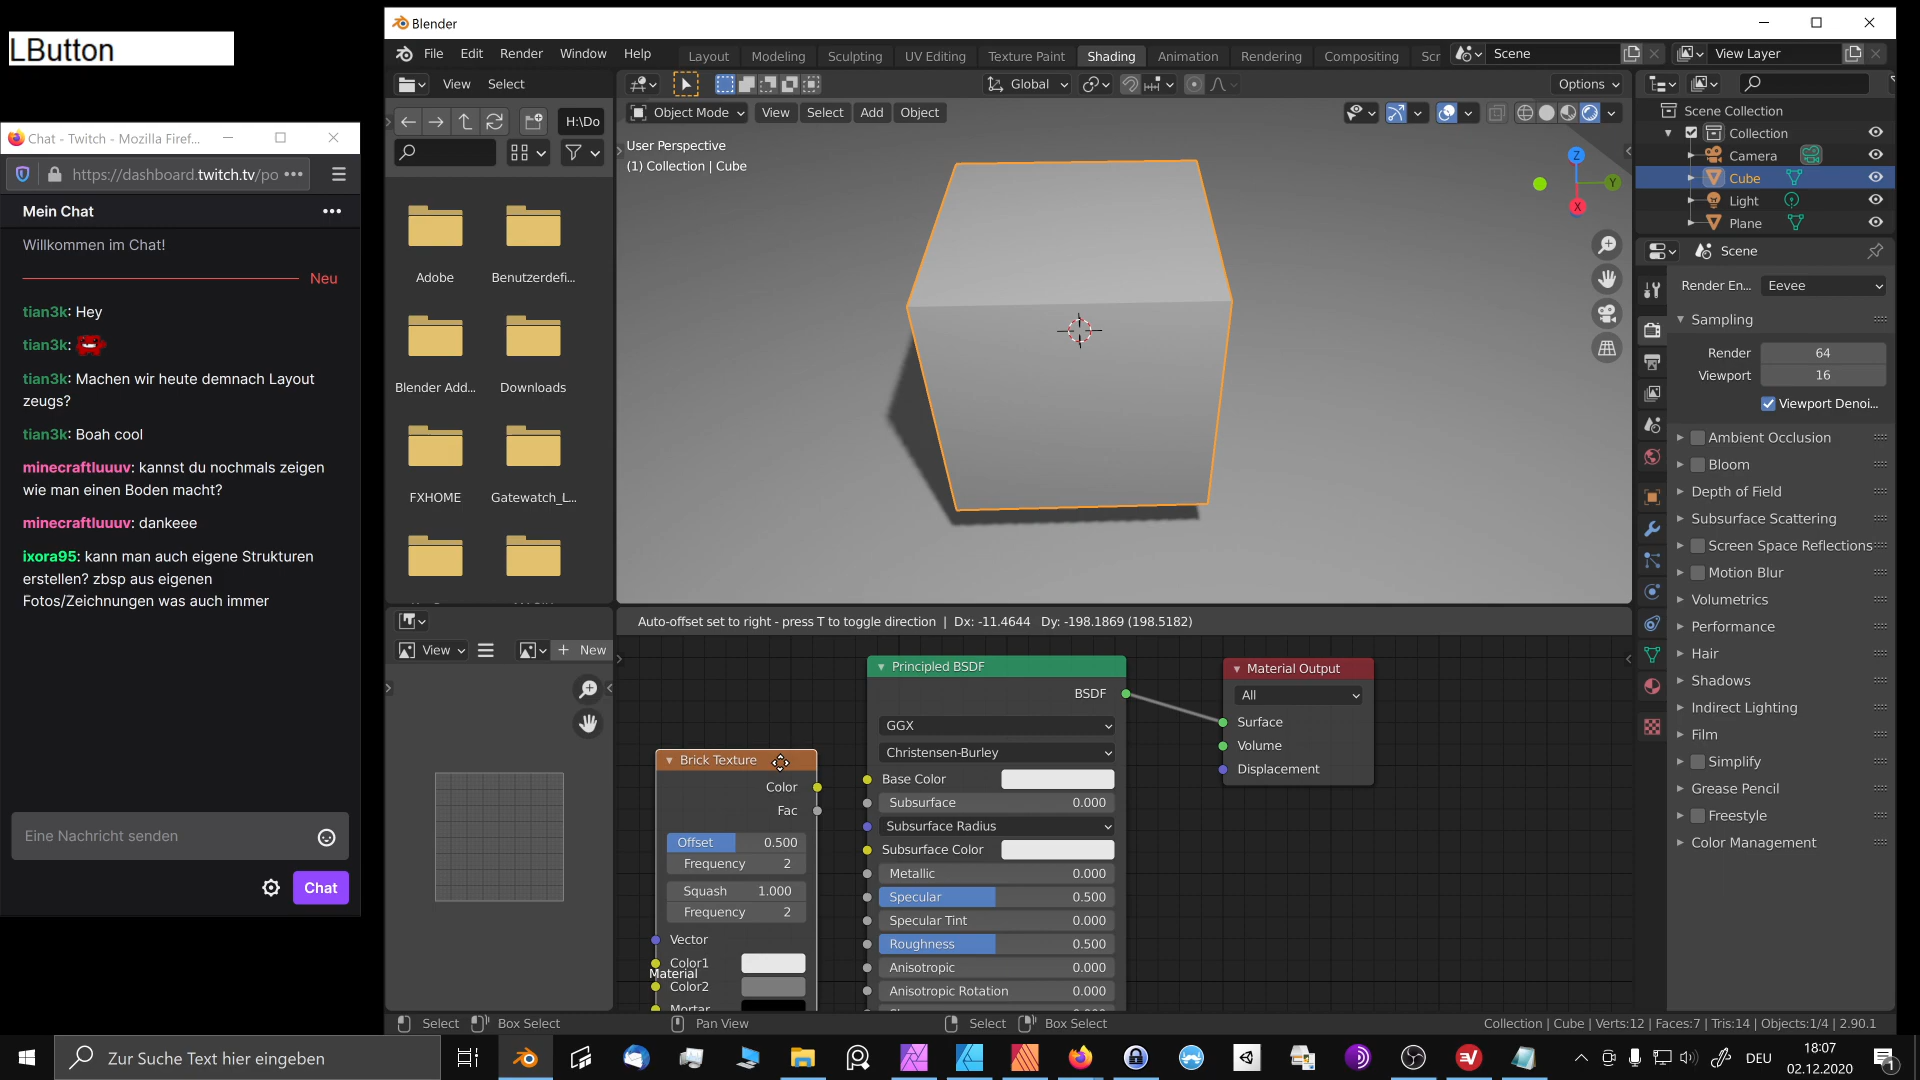 LButton
Chat - Twitch - Mozilla Firef...
https://dashboard.twitch.tv/po
Mein Chat
Willkommen im Chat!
Neu
tian3k: Hey
tian3k:
tian3k: Machen wir heute demnach Layout
zeugs?
tian3k: Boah cool
minecraftluuuv: kannst du nochmals zeigen
wie man einen Boden macht?
minecraftluuuv: dankeee
ixora95: kann man auch eigene Strukturen
erstellen? zbsp aus eigenen
Fotos/Zeichnungen was auch immer
Eine Nachricht senden
Chat
Blender
File Edit Render Window Help
Layout Modeling Sculpting UV Editing Texture Paint Shading Animation Rendering Compositing Scr
Scene
View Layer
View Select
Global
Options
H:\Do
Object Mode View Select Add Object
User Perspective
(1) Collection | Cube
Z
Y
X
Adobe
Benutzerdefi...
Blender Add...
Downloads
FXHOME
Gatewatch_L...
Scene Collection
Collection
Camera
Cube
Light
Plane
Scene
Render En... Eevee
Sampling
Render 64
Viewport 16
Viewport Denoi...
Ambient Occlusion
Bloom
Depth of Field
Subsurface Scattering
Screen Space Reflections
Motion Blur
Volumetrics
Performance
Hair
Shadows
Indirect Lighting
Film
Simplify
Grease Pencil
Freestyle
Color Management
View
New
Auto-offset set to right - press T to toggle direction | Dx: -11.4644 Dy: -198.1869 (198.5182)
Brick Texture
Color
Fac
Offset 0.500
Frequency 2
Squash 1.000
Frequency 2
Vector
Color1
Material
Color2
Mortar
Principled BSDF
BSDF
GGX
Christensen-Burley
Base Color
Subsurface 0.000
Subsurface Radius
Subsurface Color
Metallic 0.000
Specular 0.500
Specular Tint 0.000
Roughness 0.500
Anisotropic 0.000
Anisotropic Rotation 0.000
Material Output
All
Surface
Volume
Displacement
Select Box Select Pan View Select Box Select
Collection | Cube | Verts:12 | Faces:7 | Tris:14 | Objects:1/4 | 2.90.1
Zur Suche Text hier eingeben
DEU
18:07
02.12.2020
1